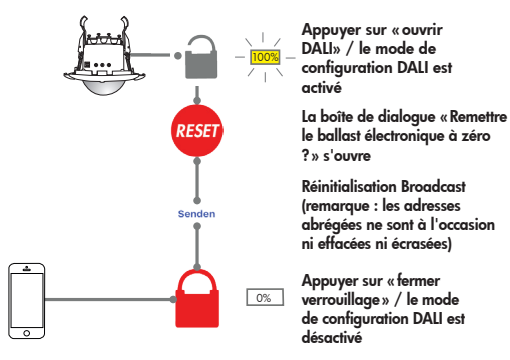 100%
Appuyer sur «ouvrir
DALI» / le mode de
configuration DALI est
activé
RESET
La boîte de dialogue «Remettre
le ballast électronique à zéro
?» s'ouvre
Senden
Réinitialisation Broadcast
(remarque : les adresses
abrégées ne sont à l'occasion
ni effacées ni écrasées)
0%
Appuyer sur «fermer
verrouillage» / le mode
de configuration DALI est
désactivé